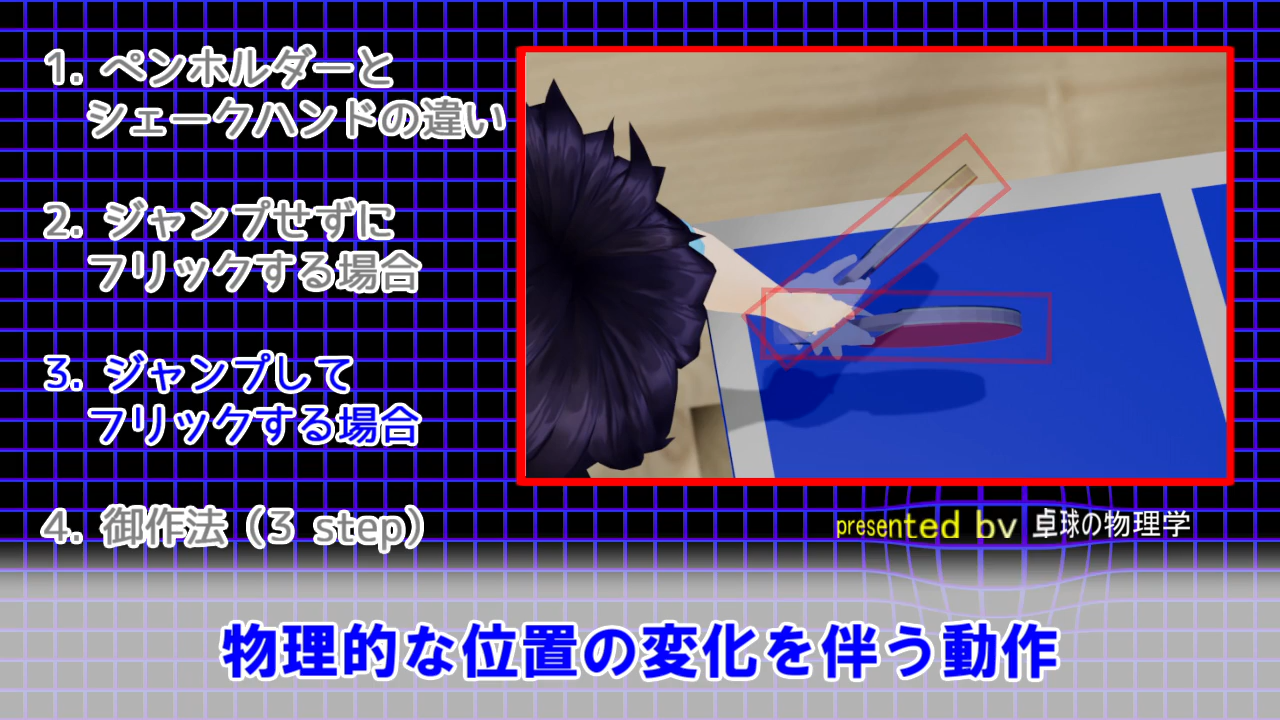 1. ペンホルダーと
シェークハンドの違い
2. ジャンプせずに
フリックする場合
3. ジャンプして
フリックする場合
4. 御作法（3 step）
presented by 卓球の物理学
物理的な位置の変化を伴う動作